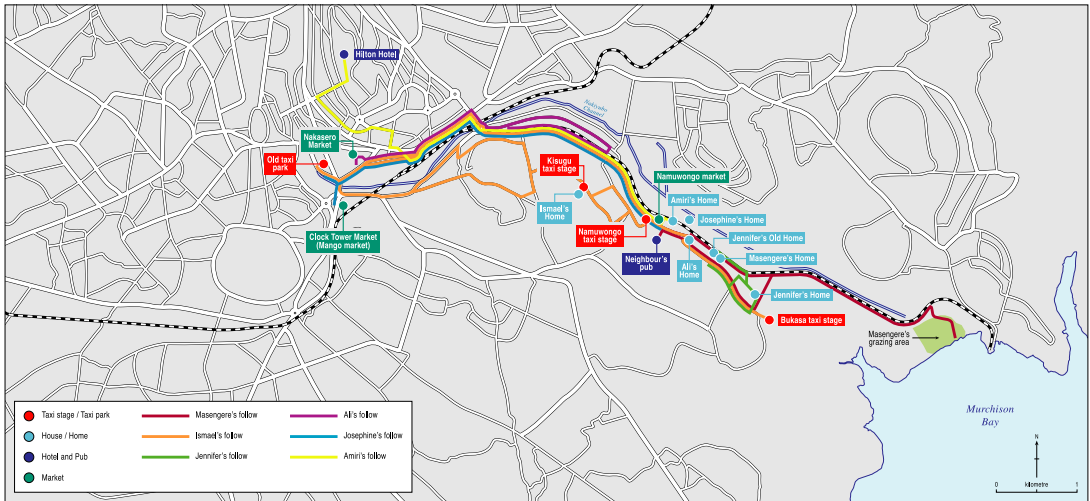 Hilton Hotel
Nakivubo
Channel
Nakasero
Market
Old taxi
park
Kisugu
taxi stage
Namuwongo market
Amiri's Home
Ismael's
Home
Josephine's Home
Clock Tower Market
(Mango market)
Namuwongo
taxi stage
Jennifer's Old Home
Neighbour's
pub
Ali's
Home
Masengere's Home
Jennifer's Home
Bukasa taxi stage
Masengere's
grazing area
Murchison
Bay
Taxi stage / Taxi park
Masengere's follow
Ali's follow
House / Home
Ismael's follow
Josephine's follow
Hotel and Pub
Jennifer's follow
Amiri's follow
Market
N
0 kilometre 1